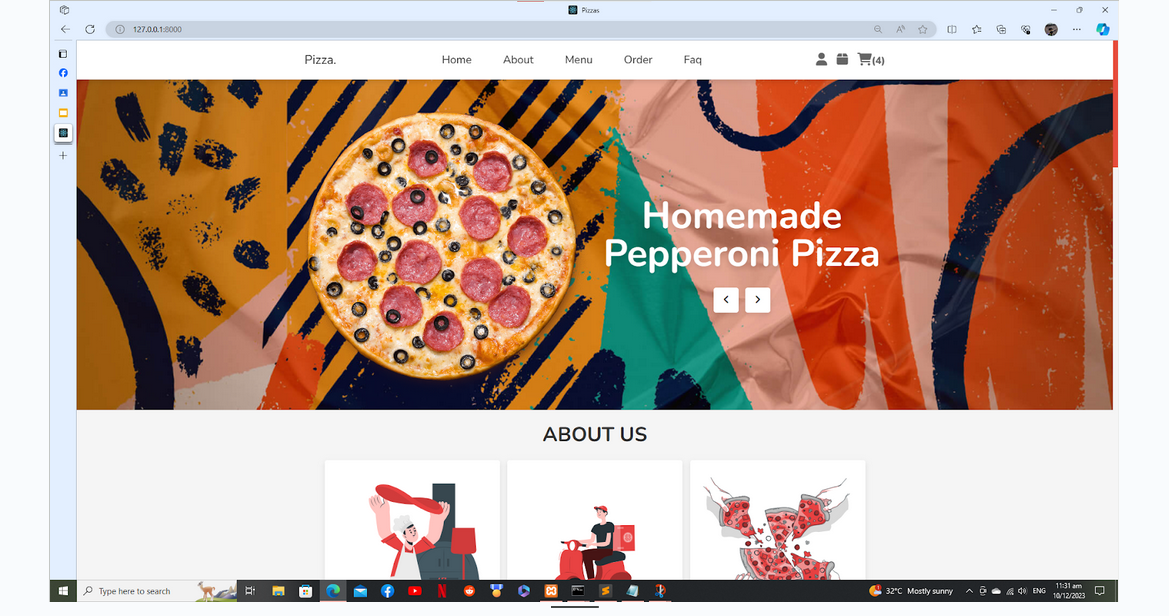 Pizzas
127.0.0.1:8000
Pizza.
Home About Menu Order Faq
(4)
Homemade
Pepperoni Pizza
ABOUT US
Type here to search
32°C Mostly sunny
ENG
11:31 am
10/12/2023